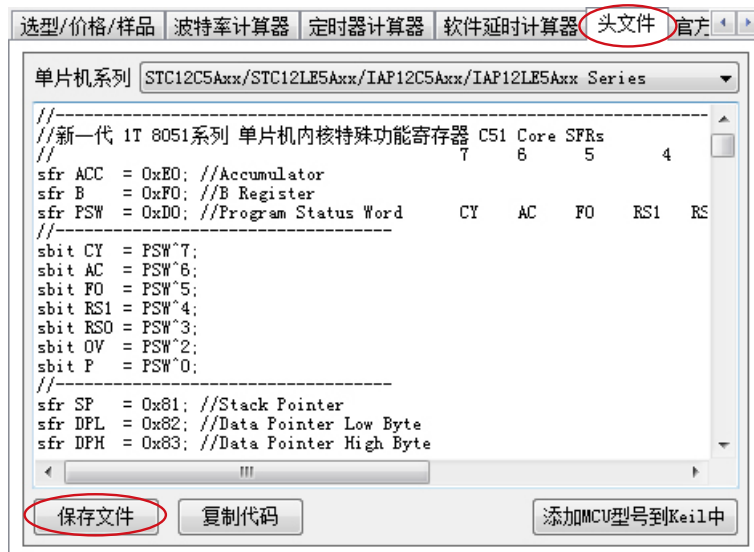 选型/价格/样品 波特率计算器 定时器计算器 软件延时计算器 头文件 官方
单片机系列 STC12C5Axx/STC12LE5Axx/IAP12C5Axx/IAP12LE5Axx Series
//-------------------------------------------------------
//新一代 1T 8051系列 单片机内核特殊功能寄存器 C51 Core SFRs
// 7 6 5 4
sfr ACC = 0xE0; //Accumulator
sfr B = 0xF0; //B Register
sfr PSW = 0xD0; //Program Status Word CY AC F0 RS1 RS
//-----------------------------------
sbit CY = PSW^7;
sbit AC = PSW^6;
sbit F0 = PSW^5;
sbit RS1 = PSW^4;
sbit RS0 = PSW^3;
sbit OV = PSW^2;
sbit P = PSW^0;
//-----------------------------------
sfr SP = 0x81; //Stack Pointer
sfr DPL = 0x82; //Data Pointer Low Byte
sfr DPH = 0x83; //Data Pointer High Byte
保存文件 复制代码 添加MCU型号到Keil中